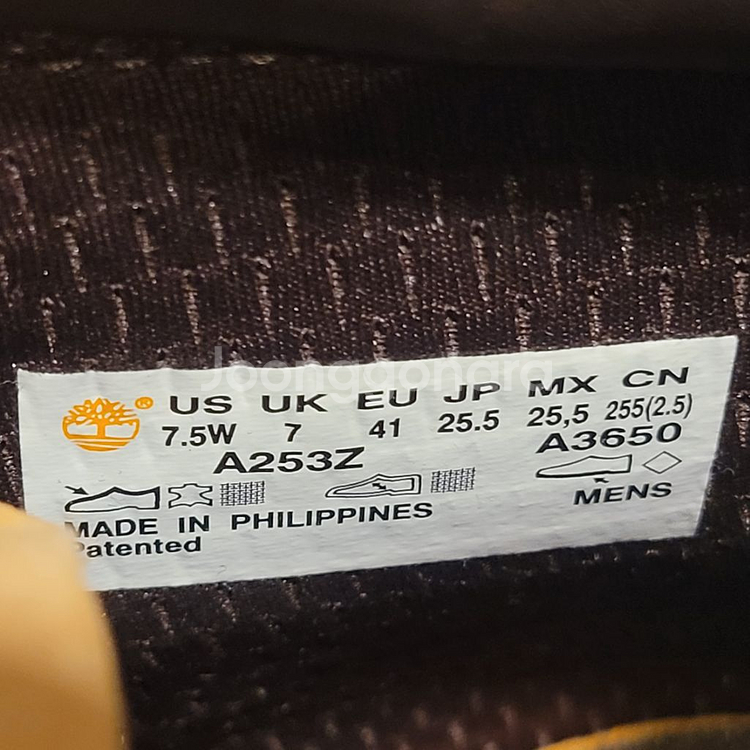 Joonggonara
® US UK EU JP MX CN
7.5W 7 41 25.5 25,5 255(2.5)
A253Z A3650
MENS
MADE IN PHILIPPINES
Patented